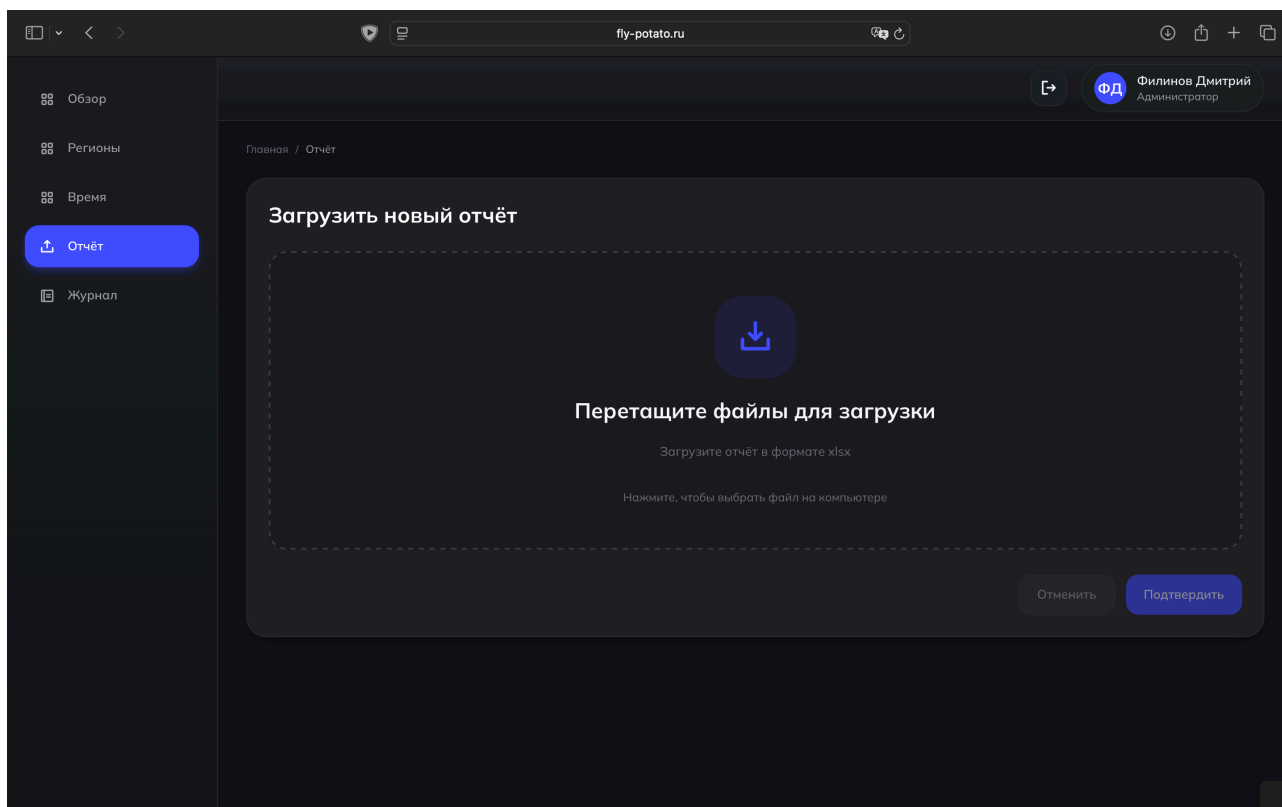 fly-potato.ru
Обзор
Регионы
Время
Отчёт
Журнал
ФД
Филинов Дмитрий
Администратор
Главная / Отчёт
Загрузить новый отчёт
Перетащите файлы для загрузки
Загрузите отчёт в формате xlsx
Нажмите, чтобы выбрать файл на компьютере
Отменить
Подтвердить